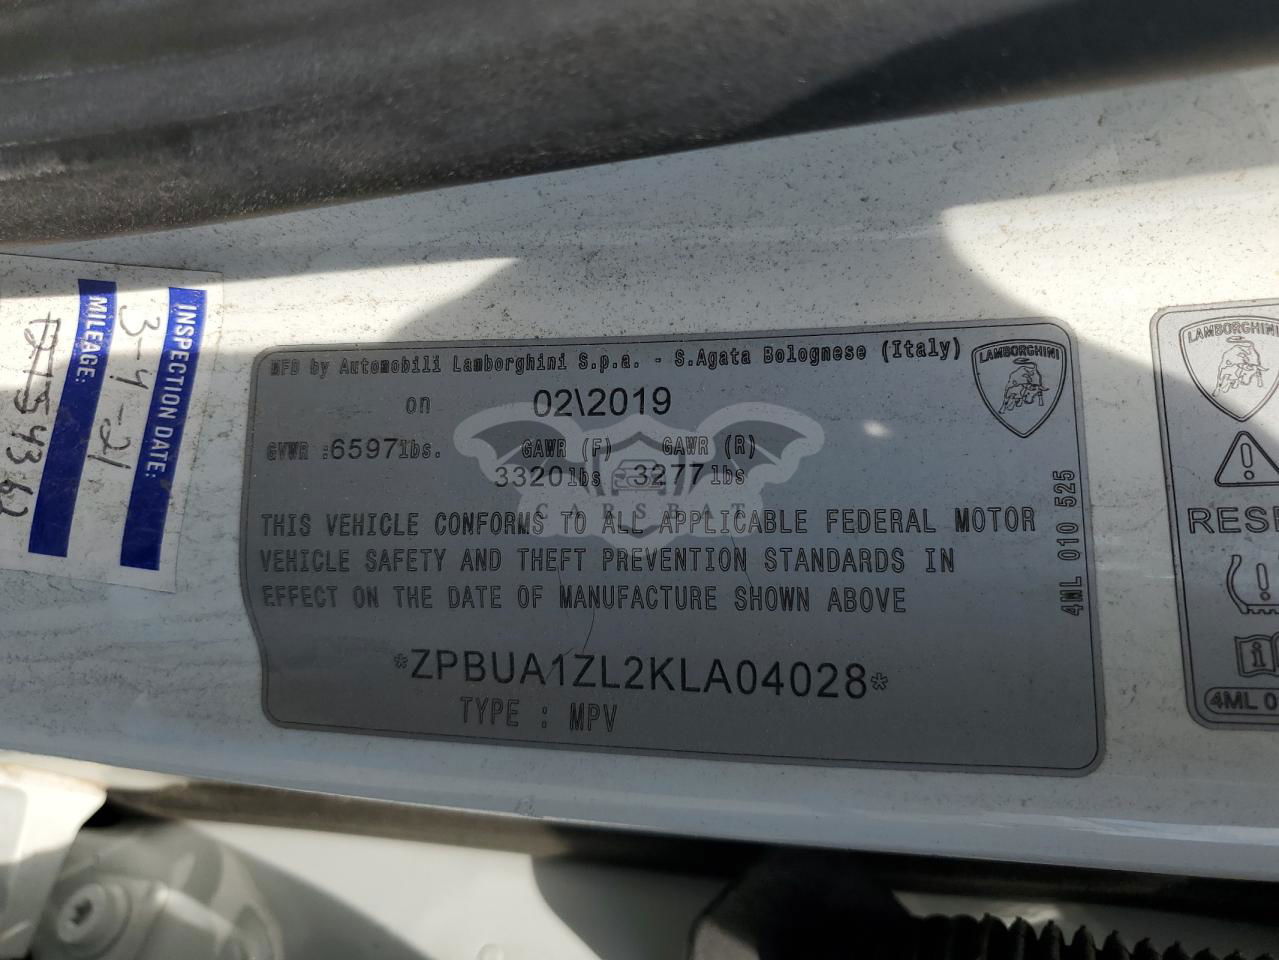 INSPECTION DATE:
3-4-21
MILEAGE:
MFD by Automobili Lamborghini S.p.a. - S.Agata Bolognese (Italy)
LAMBORGHINI
on 02\2019
GVWR :6597lbs. GAWR (F) GAWR (R)
3320lbs 3277lbs
CARSBAT
THIS VEHICLE CONFORMS TO ALL APPLICABLE FEDERAL MOTOR
VEHICLE SAFETY AND THEFT PREVENTION STANDARDS IN
EFFECT ON THE DATE OF MANUFACTURE SHOWN ABOVE
4ML 010 525
*ZPBUA1ZL2KLA04028*
TYPE : MPV
LAMBORGHINI
RES
4ML 0